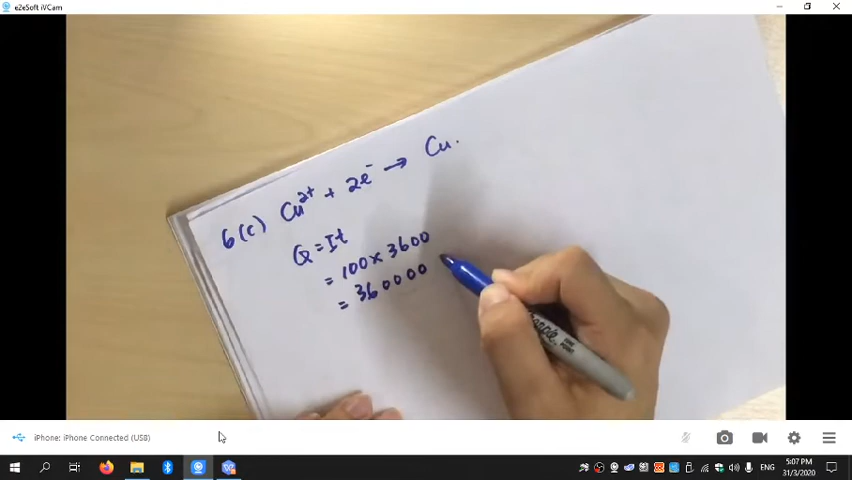 e2eSoft iVCam
6(c) Cu²⁺ + 2e⁻ → Cu.
Q = It
= 100 × 3600
= 360000
iPhone: iPhone Connected (USB)
ENG
5:07 PM
31/3/2020